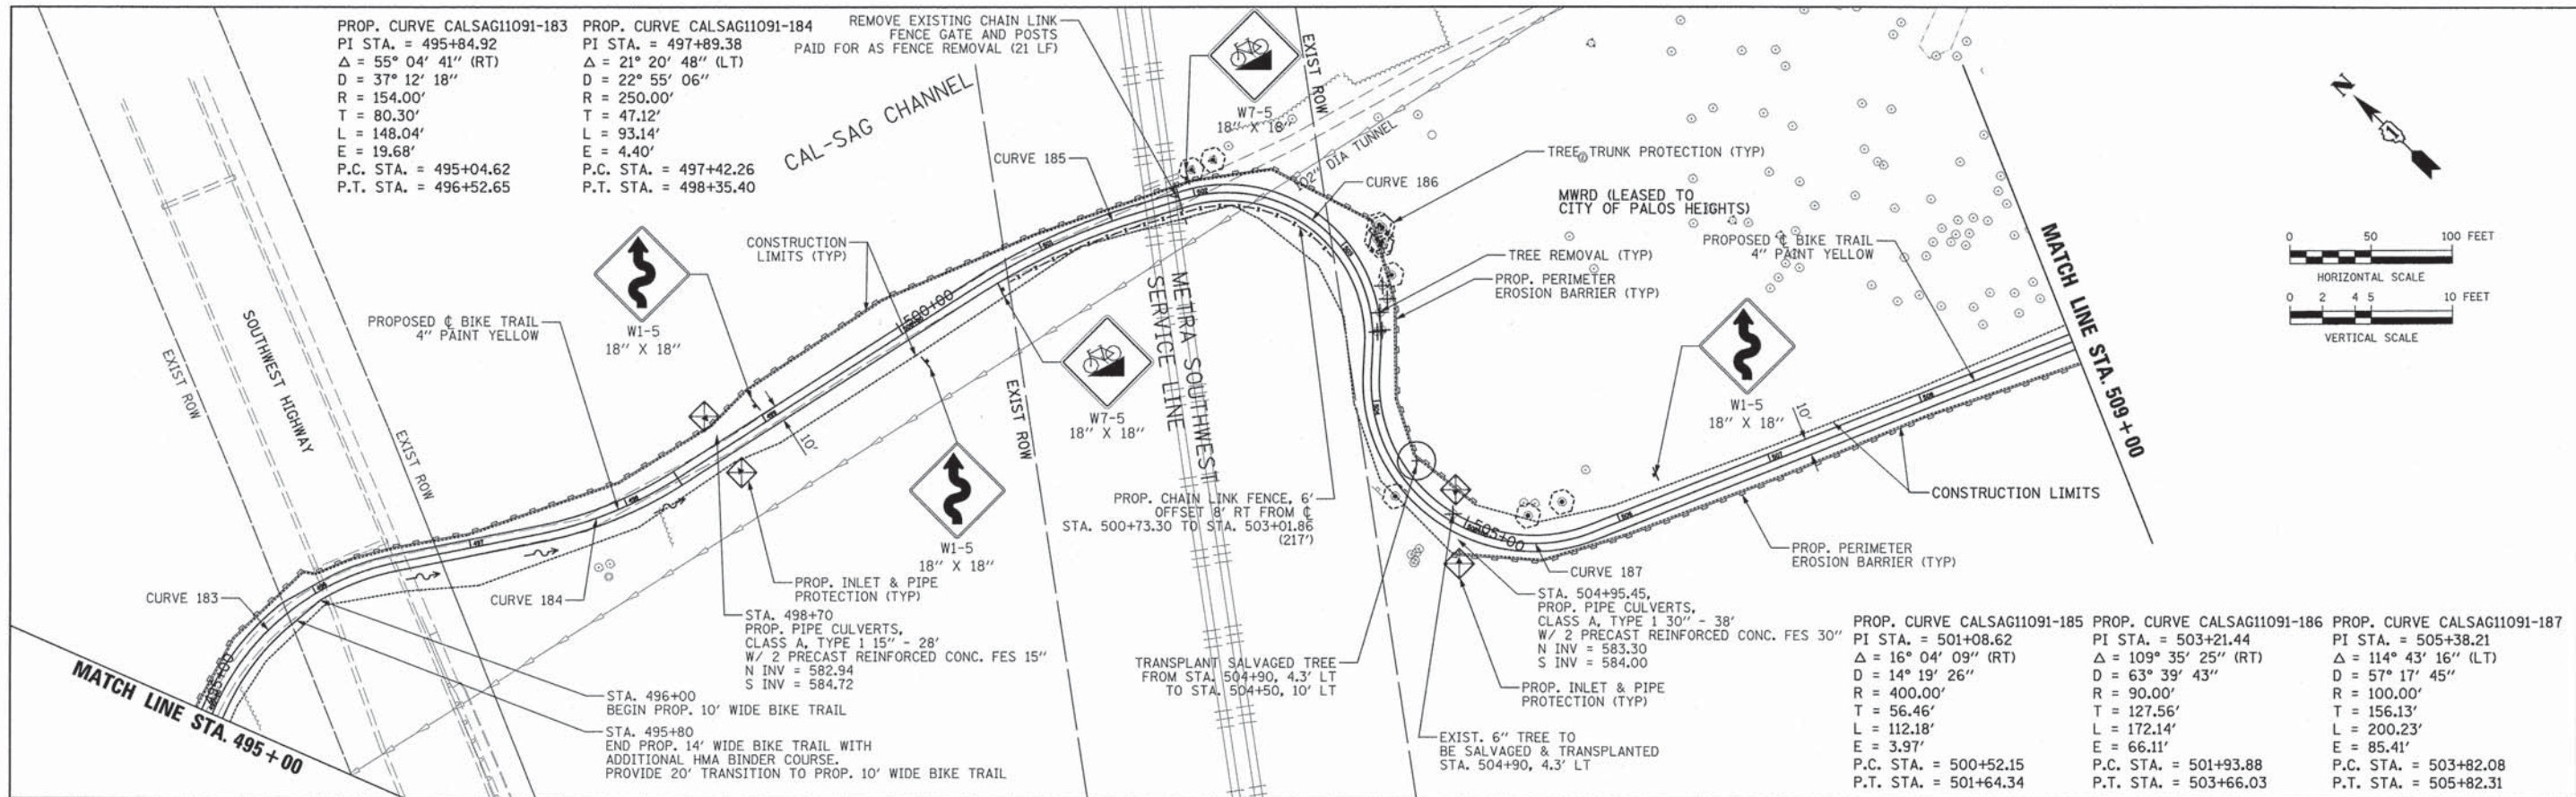 PROP. CURVE CALSAG11091-183
PI STA. = 495+84.92
Δ = 55° 04' 41" (RT)
D = 37° 12' 18"
R = 154.00'
T = 80.30'
L = 148.04'
E = 19.68'
P.C. STA. = 495+04.62
P.T. STA. = 496+52.65
PROP. CURVE CALSAG11091-184
PI STA. = 497+89.38
Δ = 21° 20' 48" (LT)
D = 22° 55' 06"
R = 250.00'
T = 47.12'
L = 93.14'
E = 4.40'
P.C. STA. = 497+42.26
P.T. STA. = 498+35.40
REMOVE EXISTING CHAIN LINK
FENCE GATE AND POSTS
PAID FOR AS FENCE REMOVAL (21 LF)
CAL-SAG CHANNEL
W7-5
18" X 18"
EXIST ROW
102" DIA TUNNEL
CURVE 185
CURVE 186
TREE TRUNK PROTECTION (TYP)
MWRD (LEASED TO
CITY OF PALOS HEIGHTS)
N
1
0 50 100 FEET
HORIZONTAL SCALE
0 2 4 5 10 FEET
VERTICAL SCALE
MATCH LINE STA. 509+00
PROPOSED ℄ BIKE TRAIL
4" PAINT YELLOW
TREE REMOVAL (TYP)
PROP. PERIMETER
EROSION BARRIER (TYP)
CONSTRUCTION
LIMITS (TYP)
W1-5
18" X 18"
PROPOSED ℄ BIKE TRAIL
4" PAINT YELLOW
SOUTHWEST HIGHWAY
EXIST ROW
EXIST ROW
500+00
501
502
503
504
METRA SOUTHWEST
SERVICE LINE
EXIST ROW
W7-5
18" X 18"
W1-5
18" X 18"
10'
499
10'
498
497
496
495+00
505+00
506
507
508
W1-5
18" X 18"
CONSTRUCTION LIMITS
PROP. CHAIN LINK FENCE, 6'
OFFSET 8' RT FROM ℄
STA. 500+73.30 TO STA. 503+01.86
(217')
PROP. PERIMETER
EROSION BARRIER (TYP)
CURVE 183
CURVE 184
CURVE 187
PROP. INLET & PIPE
PROTECTION (TYP)
STA. 498+70
PROP. PIPE CULVERTS,
CLASS A, TYPE 1 15" - 28'
W/ 2 PRECAST REINFORCED CONC. FES 15"
N INV = 582.94
S INV = 584.72
STA. 504+95.45,
PROP. PIPE CULVERTS,
CLASS A, TYPE 1 30" - 38'
W/ 2 PRECAST REINFORCED CONC. FES 30"
N INV = 583.30
S INV = 584.00
TRANSPLANT SALVAGED TREE
FROM STA. 504+90, 4.3' LT
TO STA. 504+50, 10' LT
PROP. INLET & PIPE
PROTECTION (TYP)
EXIST. 6" TREE TO
BE SALVAGED & TRANSPLANTED
STA. 504+90, 4.3' LT
MATCH LINE STA. 495+00
STA. 496+00
BEGIN PROP. 10' WIDE BIKE TRAIL
STA. 495+80
END PROP. 14' WIDE BIKE TRAIL WITH
ADDITIONAL HMA BINDER COURSE.
PROVIDE 20' TRANSITION TO PROP. 10' WIDE BIKE TRAIL
PROP. CURVE CALSAG11091-185
PI STA. = 501+08.62
Δ = 16° 04' 09" (RT)
D = 14° 19' 26"
R = 400.00'
T = 56.46'
L = 112.18'
E = 3.97'
P.C. STA. = 500+52.15
P.T. STA. = 501+64.34
PROP. CURVE CALSAG11091-186
PI STA. = 503+21.44
Δ = 109° 35' 25" (RT)
D = 63° 39' 43"
R = 90.00'
T = 127.56'
L = 172.14'
E = 66.11'
P.C. STA. = 501+93.88
P.T. STA. = 503+66.03
PROP. CURVE CALSAG11091-187
PI STA. = 505+38.21
Δ = 114° 43' 16" (LT)
D = 57° 17' 45"
R = 100.00'
T = 156.13'
L = 200.23'
E = 85.41'
P.C. STA. = 503+82.08
P.T. STA. = 505+82.31